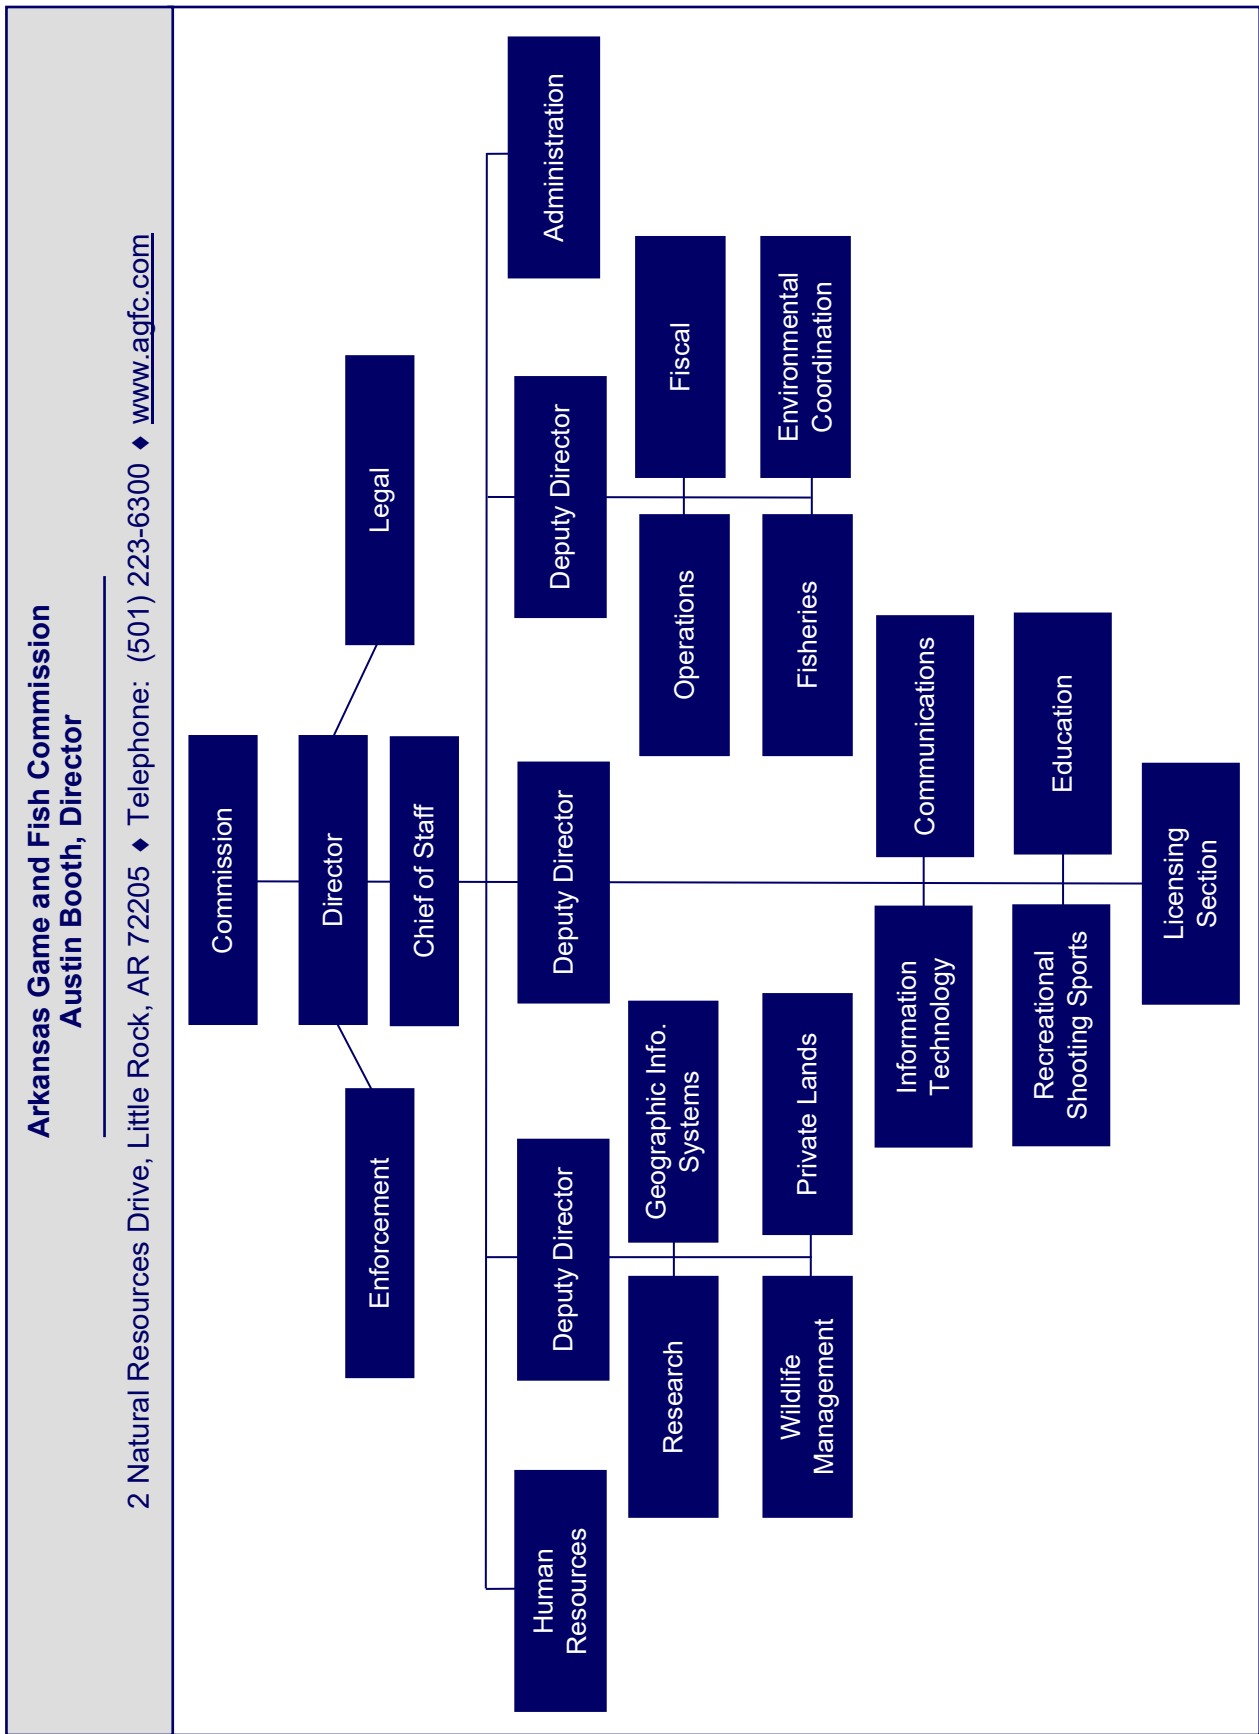 Arkansas Game and Fish Commission
Austin Booth, Director
2 Natural Resources Drive, Little Rock, AR 72205 ♦ Telephone: (501) 223-6300 ♦ www.agfc.com
Commission
Director
Enforcement
Legal
Chief of Staff
Human
Resources
Deputy Director
Deputy Director
Deputy Director
Administration
Research
Geographic Info.
Systems
Operations
Fiscal
Wildlife
Management
Private Lands
Fisheries
Environmental
Coordination
Information
Technology
Communications
Recreational
Shooting Sports
Education
Licensing
Section